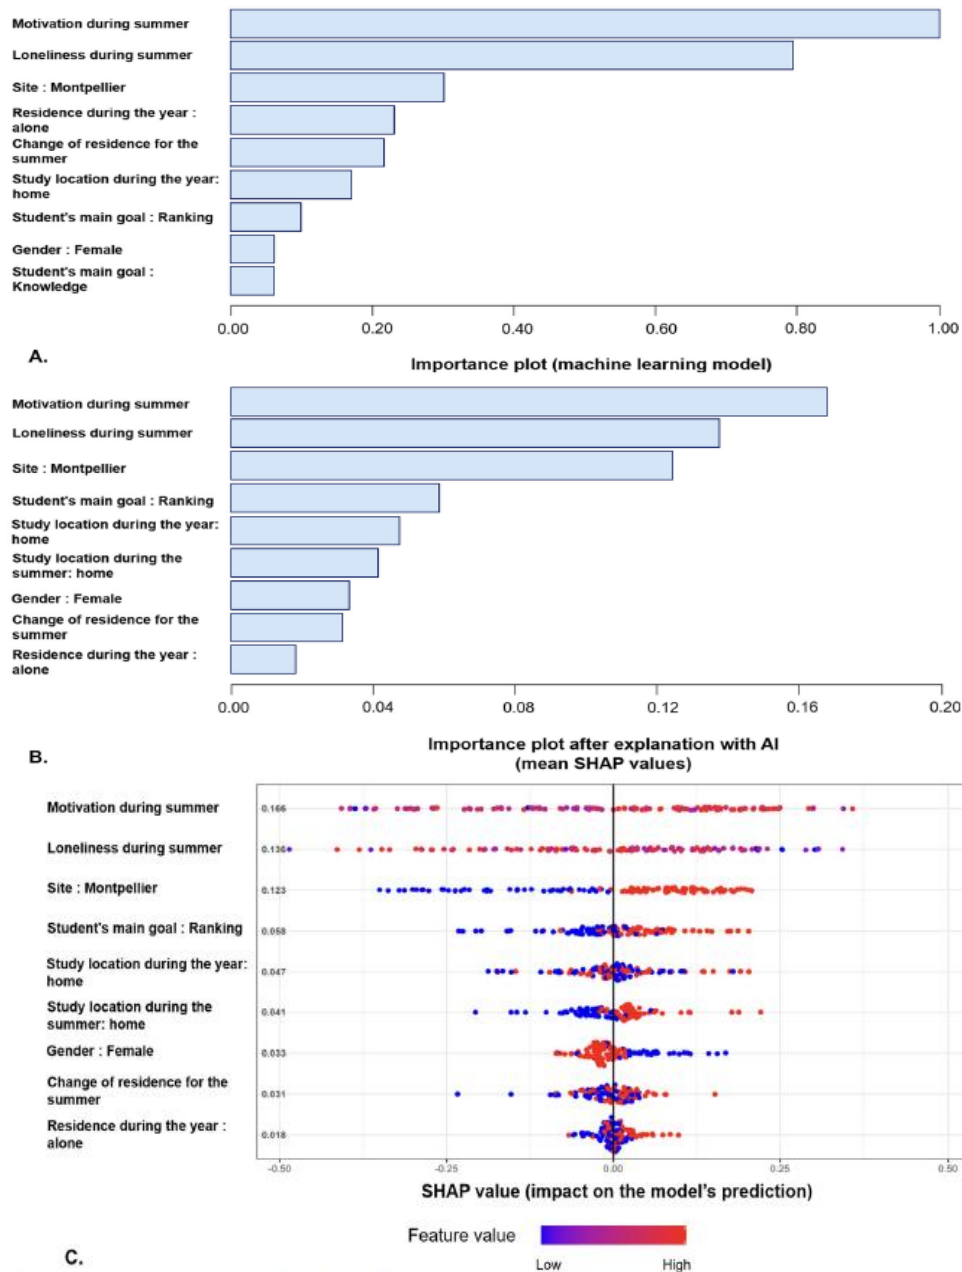 Motivation during summer
Loneliness during summer
Site : Montpellier
Residence during the year :
alone
Change of residence for the
summer
Study location during the year:
home
Student's main goal : Ranking
Gender : Female
Student's main goal :
Knowledge
0.00 0.20 0.40 0.60 0.80 1.00
A.
Importance plot (machine learning model)
Motivation during summer
Loneliness during summer
Site : Montpellier
Student's main goal : Ranking
Study location during the year:
home
Study location during the
summer: home
Gender : Female
Change of residence for the
summer
Residence during the year :
alone
0.00 0.04 0.08 0.12 0.16 0.20
Importance plot after explanation with AI
(mean SHAP values)
B.
Motivation during summer 0.166
Loneliness during summer 0.136
Site : Montpellier 0.123
Student's main goal : Ranking 0.058
Study location during the year:
home 0.047
Study location during the
summer: home 0.041
Gender : Female 0.033
Change of residence for the
summer 0.031
Residence during the year :
alone 0.018
-0.50 -0.25 0.00 0.25 0.50
SHAP value (impact on the model's prediction)
Feature value
Low High
C.